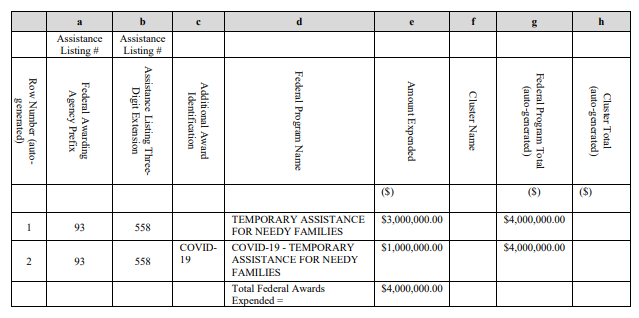 a b c d e f g h
Assistance Listing # Assistance Listing #
Row Number (auto-generated) Federal Awarding Agency Prefix Assistance Listing Three-Digit Extension Additional Award Identification Federal Program Name Amount Expended Cluster Name Federal Program Total (auto-generated) Cluster Total (auto-generated)
($) ($) ($)
1 93 558 TEMPORARY ASSISTANCE FOR NEEDY FAMILIES $3,000,000.00 $4,000,000.00
2 93 558 COVID-19 COVID-19 - TEMPORARY ASSISTANCE FOR NEEDY FAMILIES $1,000,000.00 $4,000,000.00
Total Federal Awards Expended = $4,000,000.00